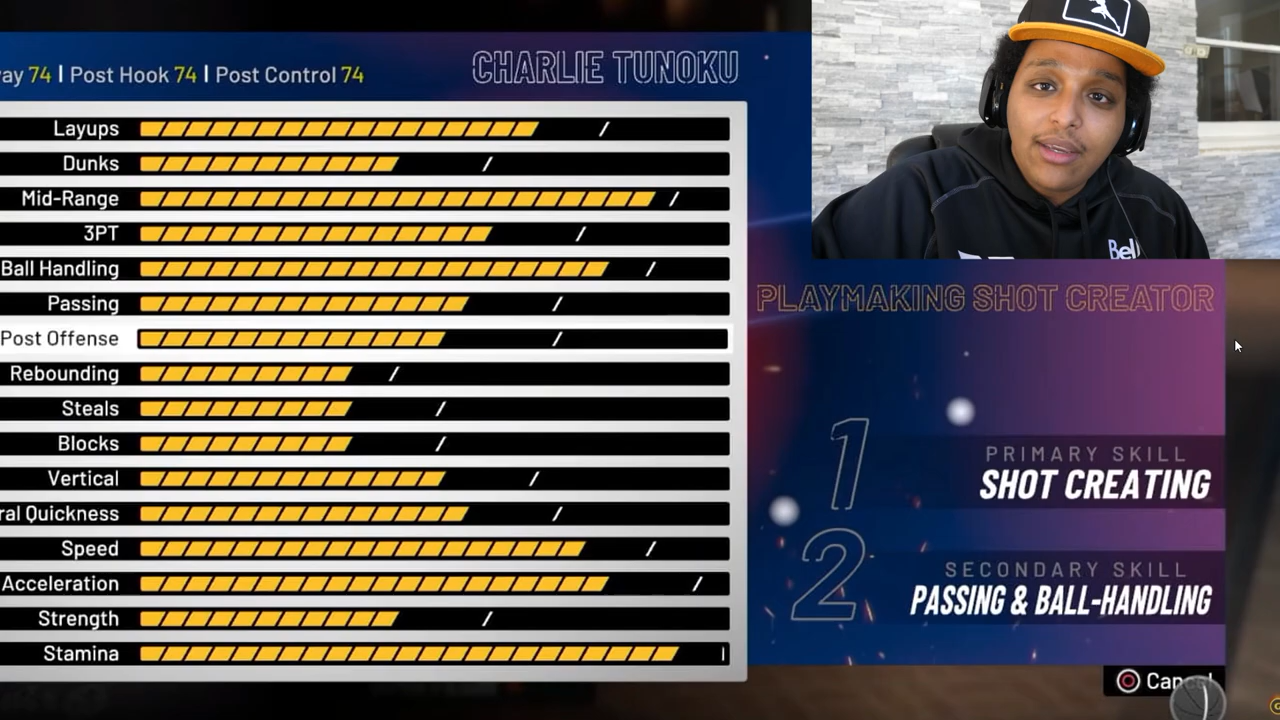 ay 74 | Post Hook 74 | Post Control 74
CHARLIE TUNOKU
Layups
Dunks
Mid-Range
3PT
Ball Handling
Passing
Post Offense
Rebounding
Steals
Blocks
Vertical
ral Quickness
Speed
Acceleration
Strength
Stamina
Bell
PLAYMAKING SHOT CREATOR
1
PRIMARY SKILL
SHOT CREATING
2
SECONDARY SKILL
PASSING & BALL-HANDLING
Cancel